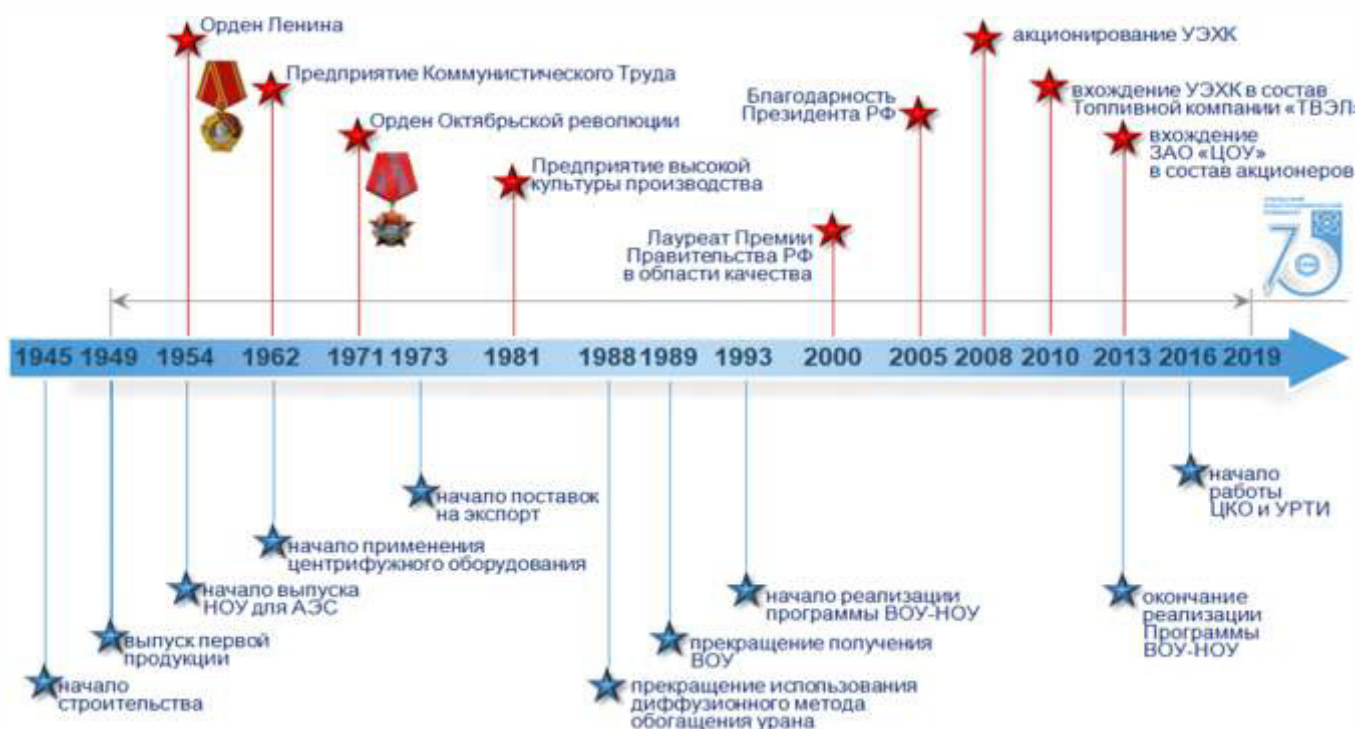 Орден Ленина
Предприятие Коммунистического Труда
Орден Октябрьской революции
Предприятие высокой
культуры производства
Лауреат Премии
Правительства РФ
в области качества
Благодарность
Президента РФ
акционирование УЭХК
вхождение УЭХК в состав
Топливной компании «ТВЭЛ»
вхождение
ЗАО «ЦОУ»
в состав акционеров
70
1945 1949 1954 1962 1971 1973 1981 1988 1989 1993 2000 2005 2008 2010 2013 2016 2019
начало
строительства
выпуск первой
продукции
начало выпуска
НОУ для АЭС
начало применения
центрифужного оборудования
начало поставок
на экспорт
прекращение использования
диффузионного метода
обогащения урана
прекращение получения
ВОУ
начало реализации
программы ВОУ-НОУ
окончание
реализации
Программы
ВОУ-НОУ
начало
работы
ЦКО и УРТИ